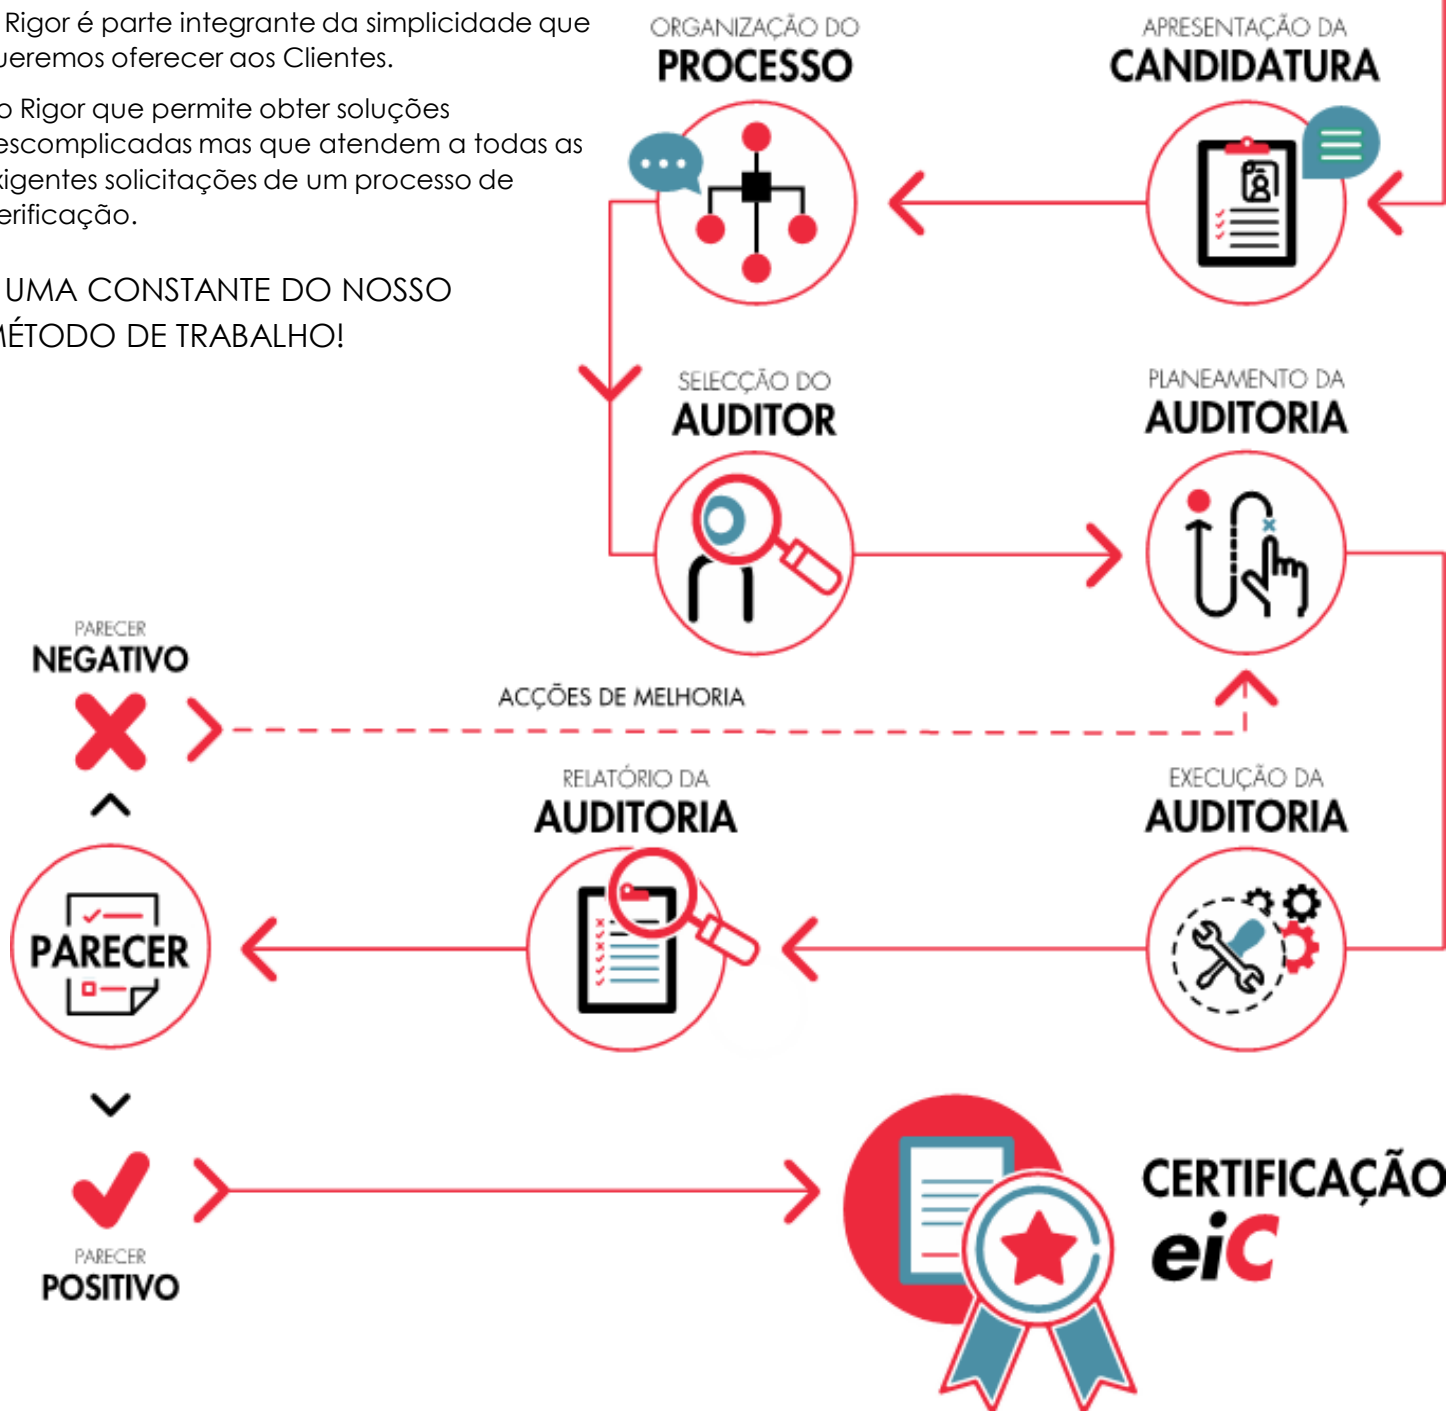 Rigor é parte integrante da simplicidade que
ueremos oferecer aos Clientes.
o Rigor que permite obter soluções
escomplicadas mas que atendem a todas as
xigentes solicitações de um processo de
erificação.
UMA CONSTANTE DO NOSSO
MÉTODO DE TRABALHO!
ORGANIZAÇÃO DO
PROCESSO
APRESENTAÇÃO DA
CANDIDATURA
SELECÇÃO DO
AUDITOR
PLANEAMENTO DA
AUDITORIA
PARECER
NEGATIVO
ACÇÕES DE MELHORIA
RELATÓRIO DA
AUDITORIA
EXECUÇÃO DA
AUDITORIA
PARECER
PARECER
POSITIVO
CERTIFICAÇÃO
eiC